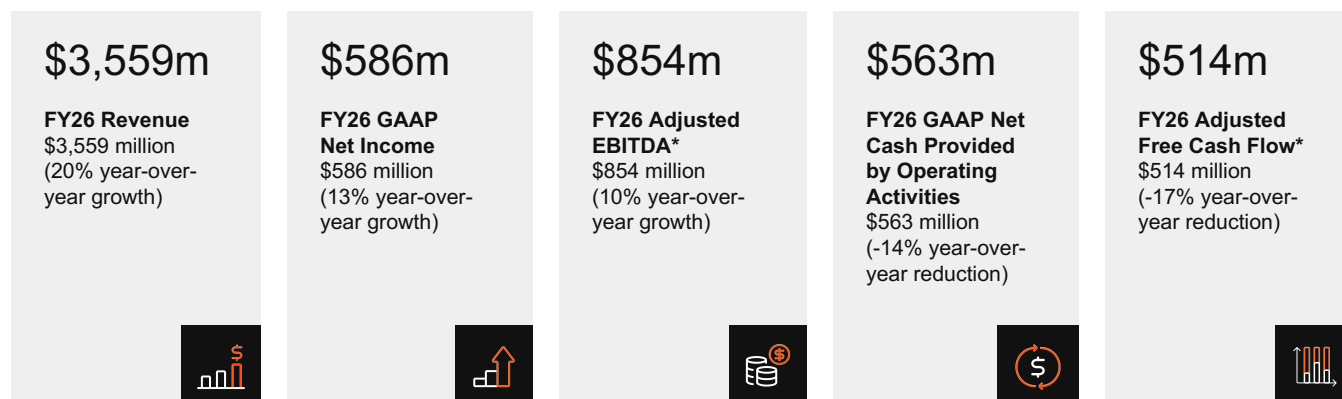 $3,559m
FY26 Revenue
$3,559 million
(20% year-over-
year growth)
$586m
FY26 GAAP
Net Income
$586 million
(13% year-over-
year growth)
$854m
FY26 Adjusted
EBITDA*
$854 million
(10% year-over-
year growth)
$563m
FY26 GAAP Net
Cash Provided
by Operating
Activities
$563 million
(-14% year-over-
year reduction)
$514m
FY26 Adjusted
Free Cash Flow*
$514 million
(-17% year-over-
year reduction)